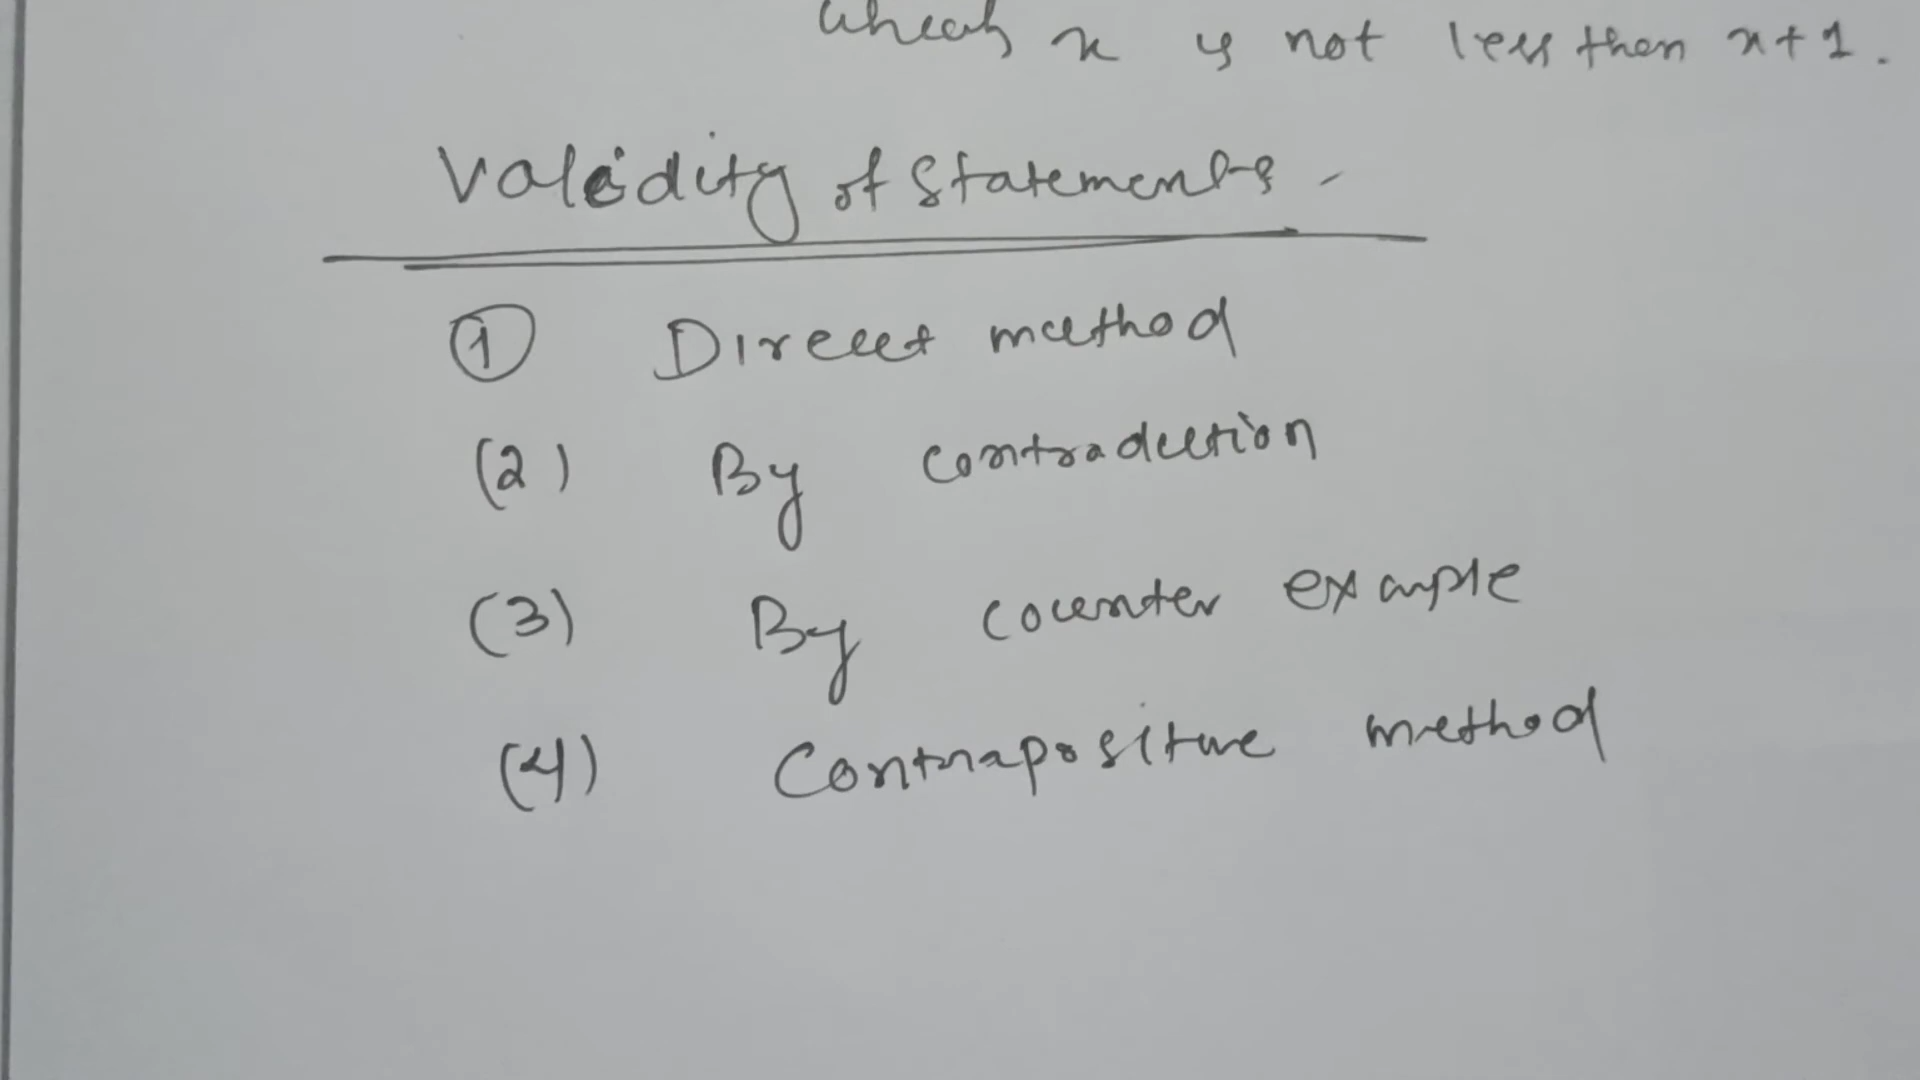 x is not less then x+1.
Validity of statements -
1 Direct method
(2) By contradiction
(3) By counter example
(4) Contrapositive method